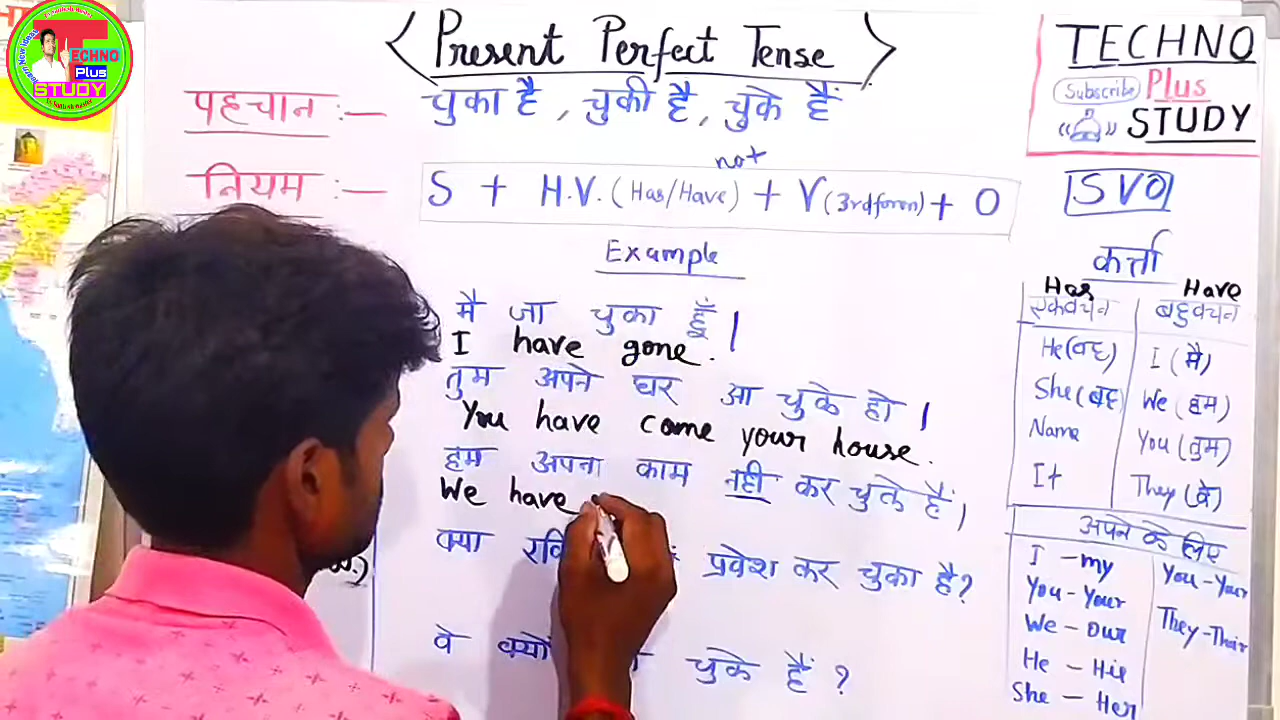 TECHNO
Plus
STUDY
〈 Present Perfect Tense 〉
पहचान :— चुका है, चुकी है, चुके हैं
not
नियम :— S + H.V. (Has/Have) + V (3rd form) + O
Example
मै जा चुका हूँ |
I have gone.
तुम अपने घर आ चुके हो |
You have come your house.
हम अपना काम नही कर चुके हैं |
We have
क्या प्रवेश कर चुका है?
वे चुके हैं ?
TECHNO
Subscribe Plus
STUDY
SVO
कर्त्ता
Has Have
एकवचन बहुवचन
He (वह) I (मै)
She (वह) We (हम)
Name You (तुम)
It They (वे)
अपने के लिए
I – my You – Your
You – Your They – Their
We – Our
He – His
She – Her